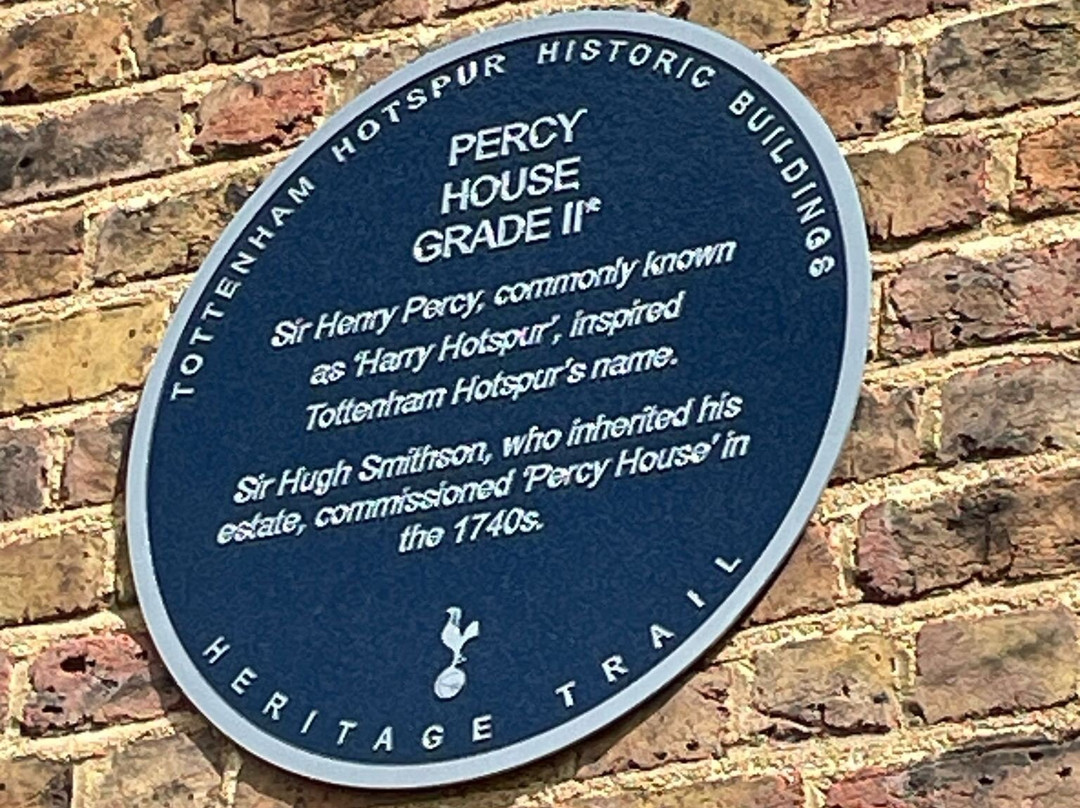 TOTTENHAM HOTSPUR HISTORIC BUILDINGS
PERCY
HOUSE
GRADE II*
Sir Henry Percy, commonly known
as 'Harry Hotspur', inspired
Tottenham Hotspur's name.
Sir Hugh Smithson, who inherited his
estate, commissioned 'Percy House' in
the 1740s.
HERITAGE TRAIL